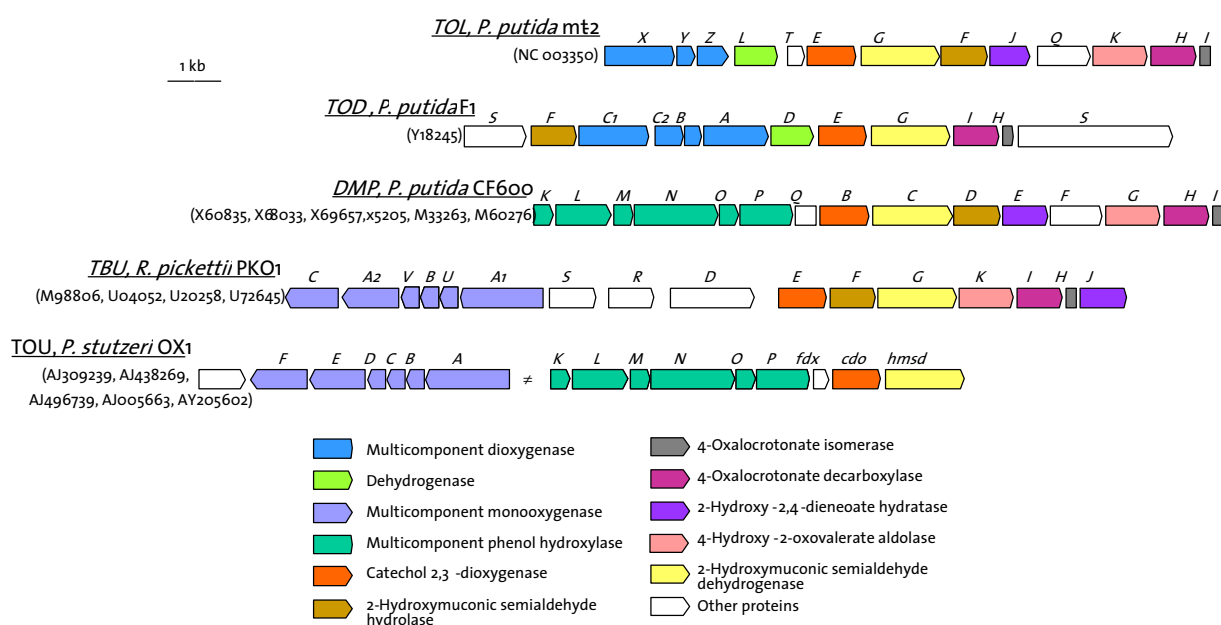 TOL, P. putida mt-2
X Y Z L T E G F J Q K H I
(NC 003350)
1 kb
TOD , P. putida F1
S F C1 C2 B A D E G I H S
(Y18245)
DMP, P. putida CF600
K L M N O P Q B C D E F G H I
(X60835, X68033, X69657,x5205, M33263, M60276)
TBU, R. pickettii PKO1
C A2 V B U A1 S R D E F G K I H J
(M98806, U04052, U20258, U72645)
TOU, P. stutzeri OX1
F E D C B A K L M N O P fdx cdo hmsd
(AJ309239, AJ438269,
≠
AJ496739, AJ005663, AY205602)
Multicomponent dioxygenase
Dehydrogenase
Multicomponent monooxygenase
Multicomponent phenol hydroxylase
Catechol 2,3 -dioxygenase
2-Hydroxymuconic semialdehyde
hydrolase
4-Oxalocrotonate isomerase
4-Oxalocrotonate decarboxylase
2-Hydroxy -2,4-dieneoate hydratase
4-Hydroxy -2-oxovalerate aldolase
2-Hydroxymuconic semialdehyde
dehydrogenase
Other proteins